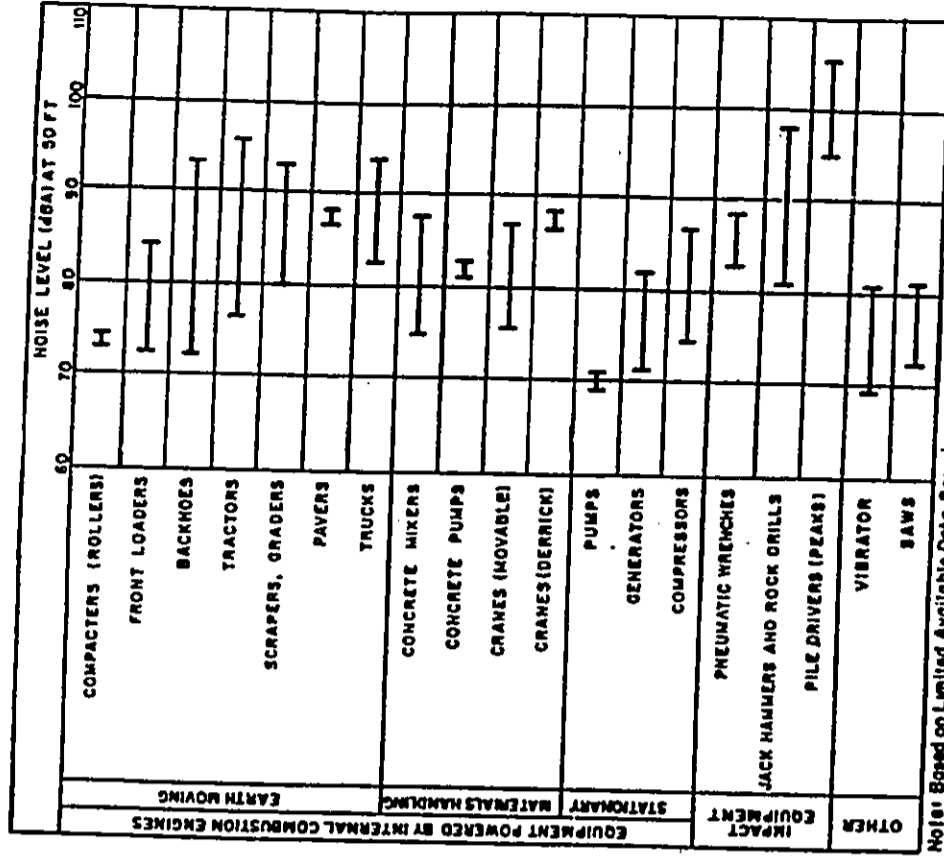 NOISE LEVEL (dBA) AT 50 FT
60 70 80 90 100 110
EQUIPMENT POWERED BY INTERNAL COMBUSTION ENGINES
EARTH MOVING
COMPACTERS (ROLLERS)
FRONT LOADERS
BACKHOES
TRACTORS
SCRAPERS, GRADERS
PAVERS
TRUCKS
MATERIALS HANDLING
CONCRETE MIXERS
CONCRETE PUMPS
CRANES (MOVABLE)
CRANES (DERRICK)
STATIONARY
PUMPS
GENERATORS
COMPRESSORS
IMPACT
EQUIPMENT
PNEUMATIC WRENCHES
JACK HAMMERS AND ROCK DRILLS
PILE DRIVERS (PEAKS)
OTHER
VIBRATOR
SAWS
Note: Based on Limited Available Data